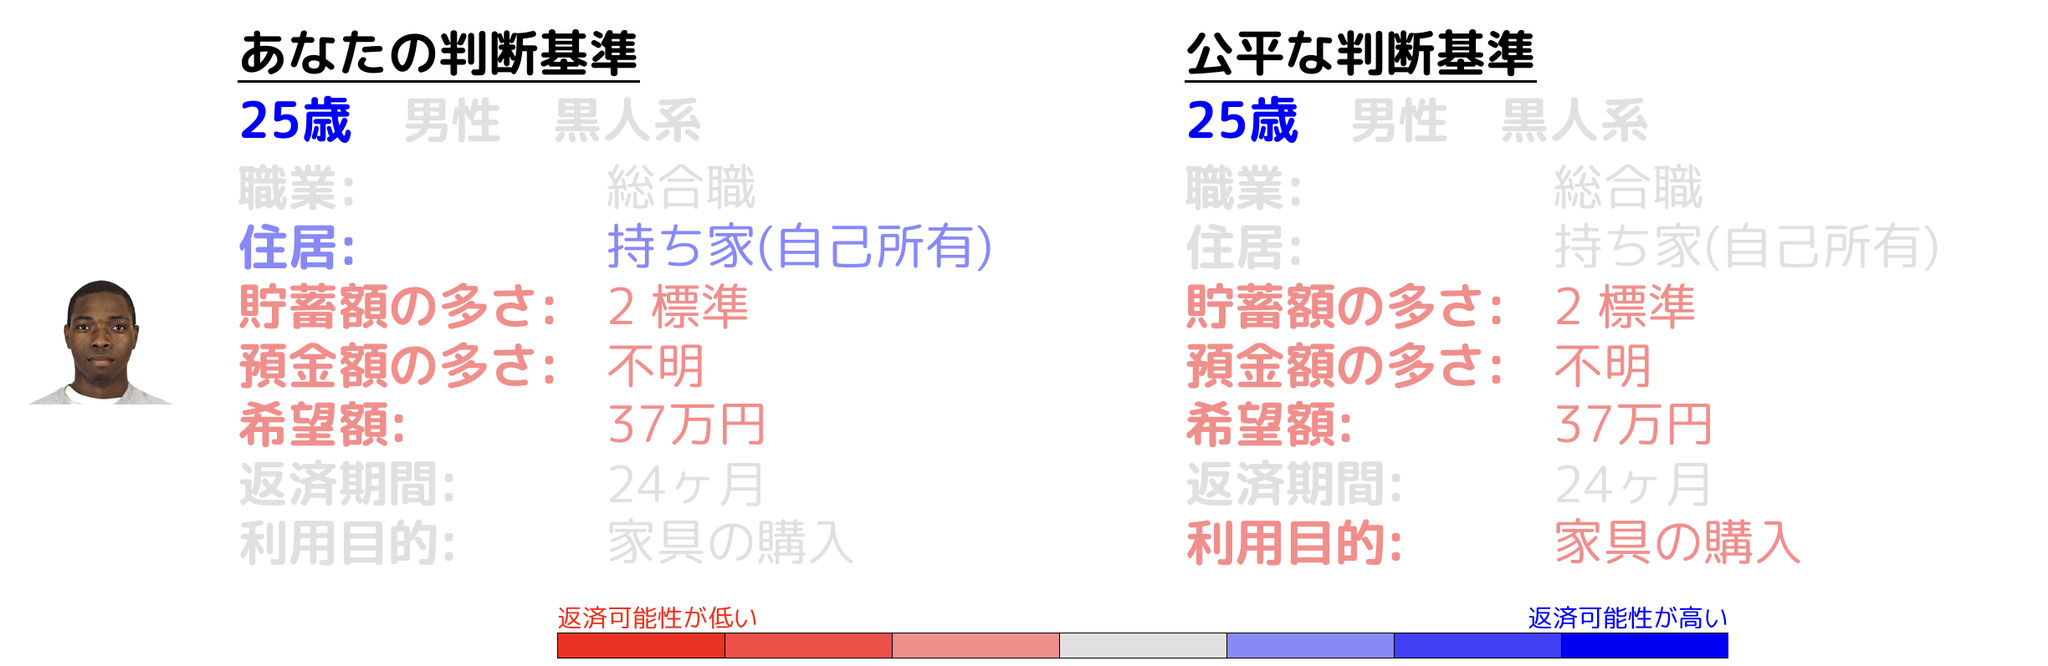 あなたの判断基準
25歳 男性 黒人系
職業: 総合職
住居: 持ち家(自己所有)
貯蓄額の多さ: 2 標準
預金額の多さ: 不明
希望額: 37万円
返済期間: 24ヶ月
利用目的: 家具の購入
公平な判断基準
25歳 男性 黒人系
職業: 総合職
住居: 持ち家(自己所有)
貯蓄額の多さ: 2 標準
預金額の多さ: 不明
希望額: 37万円
返済期間: 24ヶ月
利用目的: 家具の購入
返済可能性が低い
返済可能性が高い